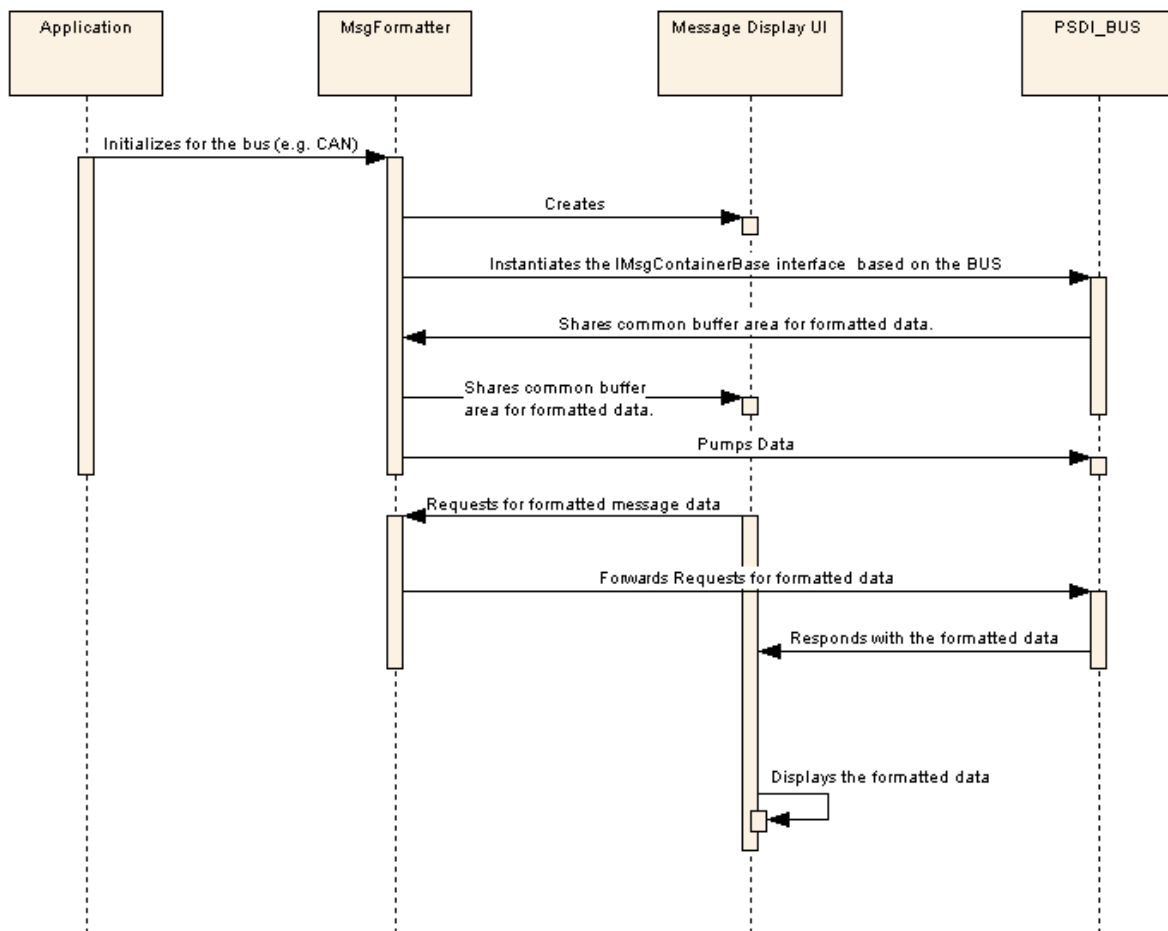 Application
MsgFormatter
Message Display UI
PSDI_BUS
Initializes for the bus (e.g. CAN)
Creates
Instantiates the IMsgContainerBase interface  based on the BUS
Shares common buffer area for formatted data.
Shares common buffer
area for formatted data.
Pumps Data
Requests for formatted message data
Forwards Requests for formatted data
Responds with the formatted data
Displays the formatted data